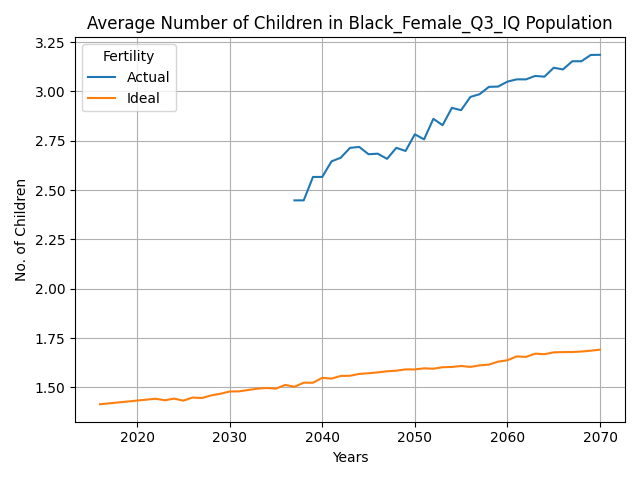 Average Number of Children in Black_Female_Q3_IQ Population
Fertility
Actual
Ideal
No. of Children
3.25
3.00
2.75
2.50
2.25
2.00
1.75
1.50
2020 2030 2040 2050 2060 2070
Years